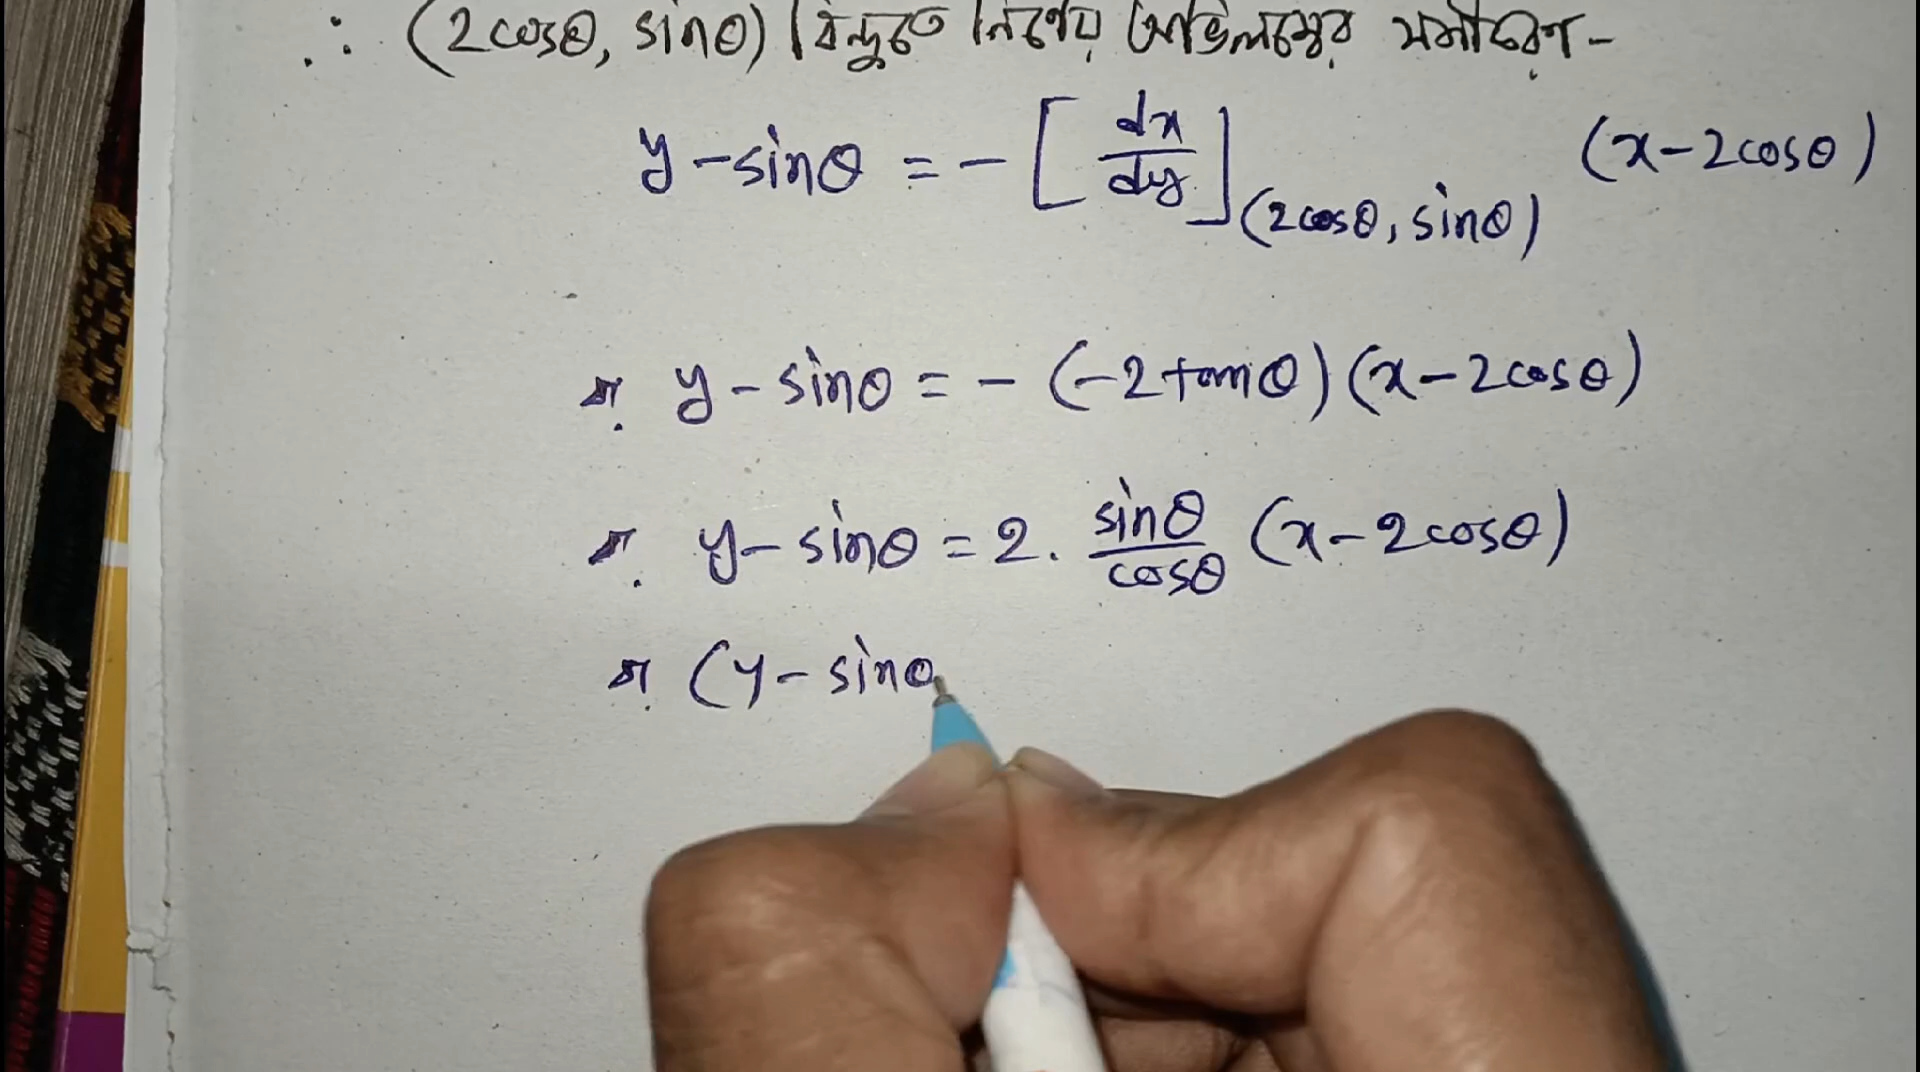 ∴ (2cosθ, sinθ) বিন্দুতে নির্ণেয় অভিলম্বের সমীকরণ-
y - sinθ = - [dx/dy](2cosθ, sinθ) (x - 2cosθ)
বা, y - sinθ = - (-2tanθ) (x - 2cosθ)
বা, y - sinθ = 2. sinθ/cosθ (x - 2cosθ)
বা, (y - sinθ